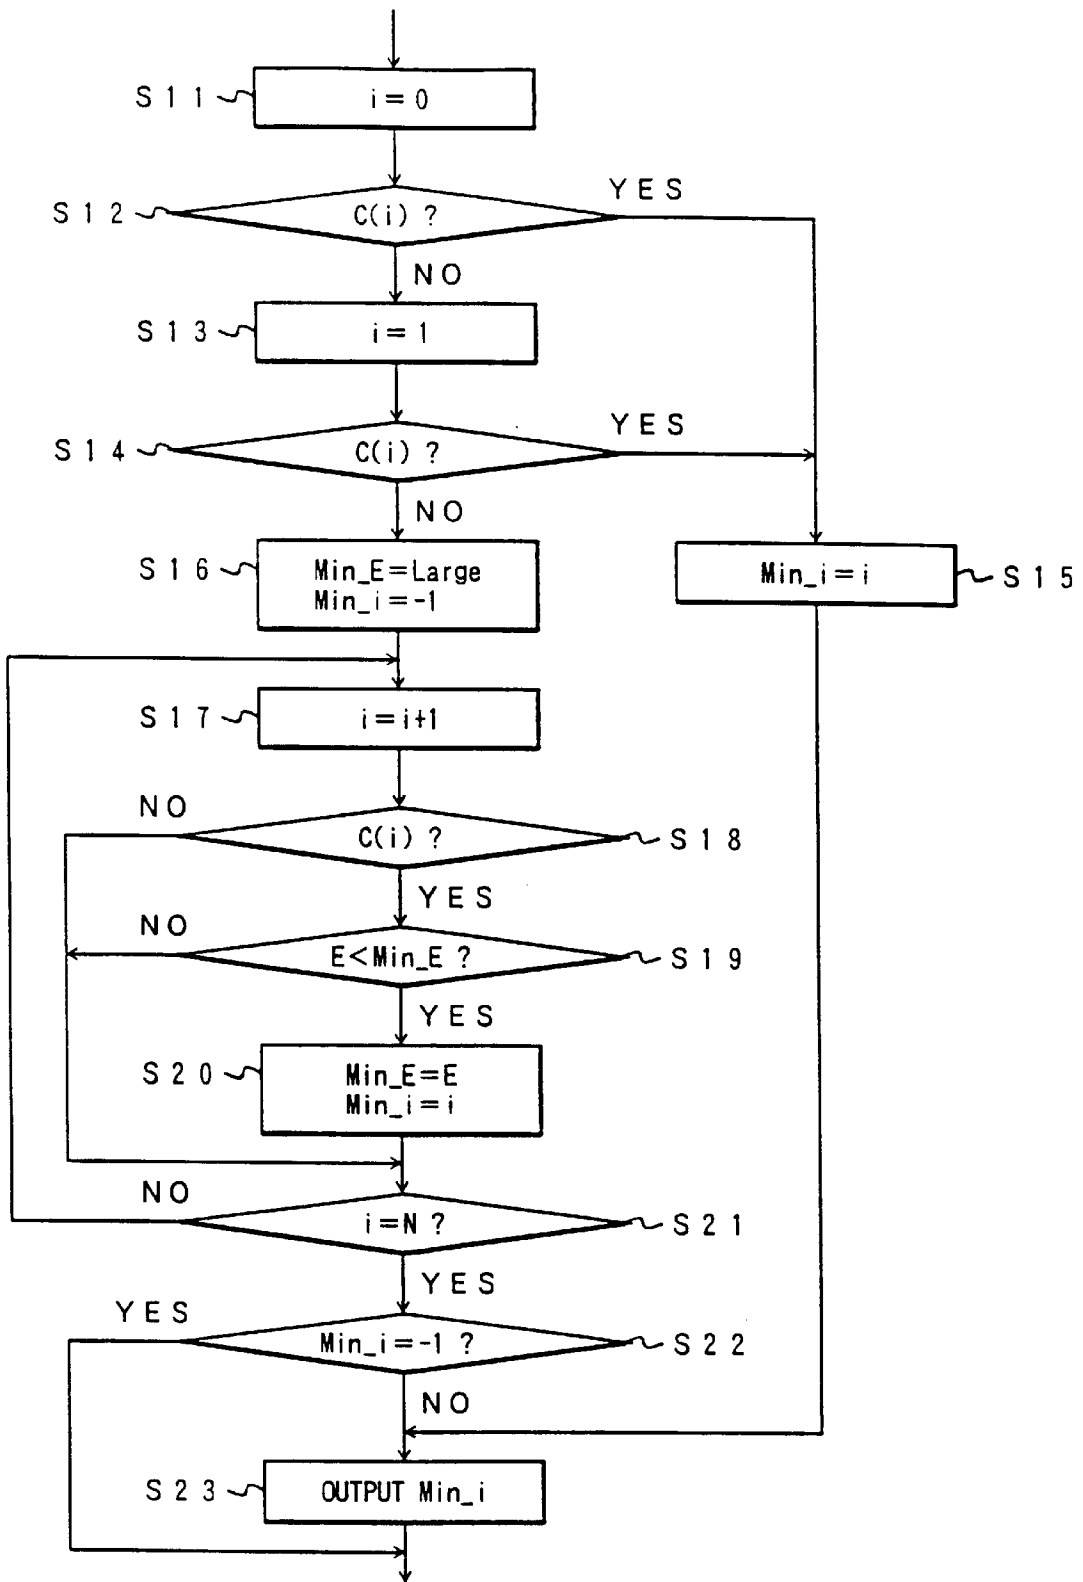 S11
i=0
YES
S12
C(i) ?
NO
S13
i=1
YES
S14
C(i) ?
NO
S16
Min_E=Large
Min_i=-1
Min_i=i
S15
S17
i=i+1
NO
C(i) ?
S18
YES
NO
E<Min_E ?
S19
YES
S20
Min_E=E
Min_i=i
NO
i=N ?
S21
YES
YES
Min_i=-1 ?
S22
NO
S23
OUTPUT Min_i